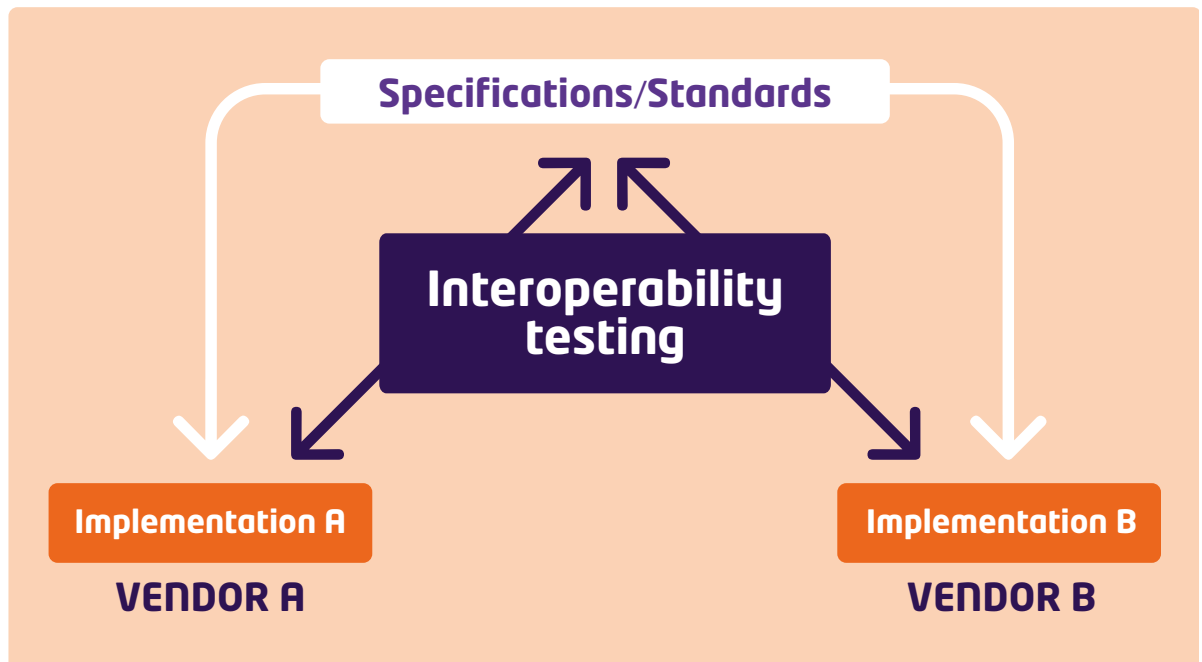 Specifications/Standards
Interoperability
testing
Implementation A
Implementation B
VENDOR A
VENDOR B